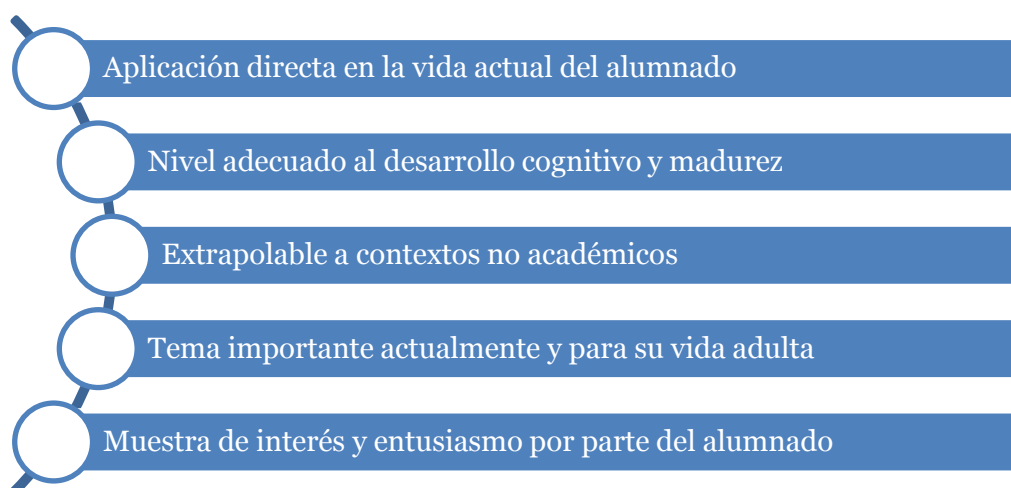 Aplicación directa en la vida actual del alumnado
Nivel adecuado al desarrollo cognitivo y madurez
Extrapolable a contextos no académicos
Tema importante actualmente y para su vida adulta
Muestra de interés y entusiasmo por parte del alumnado